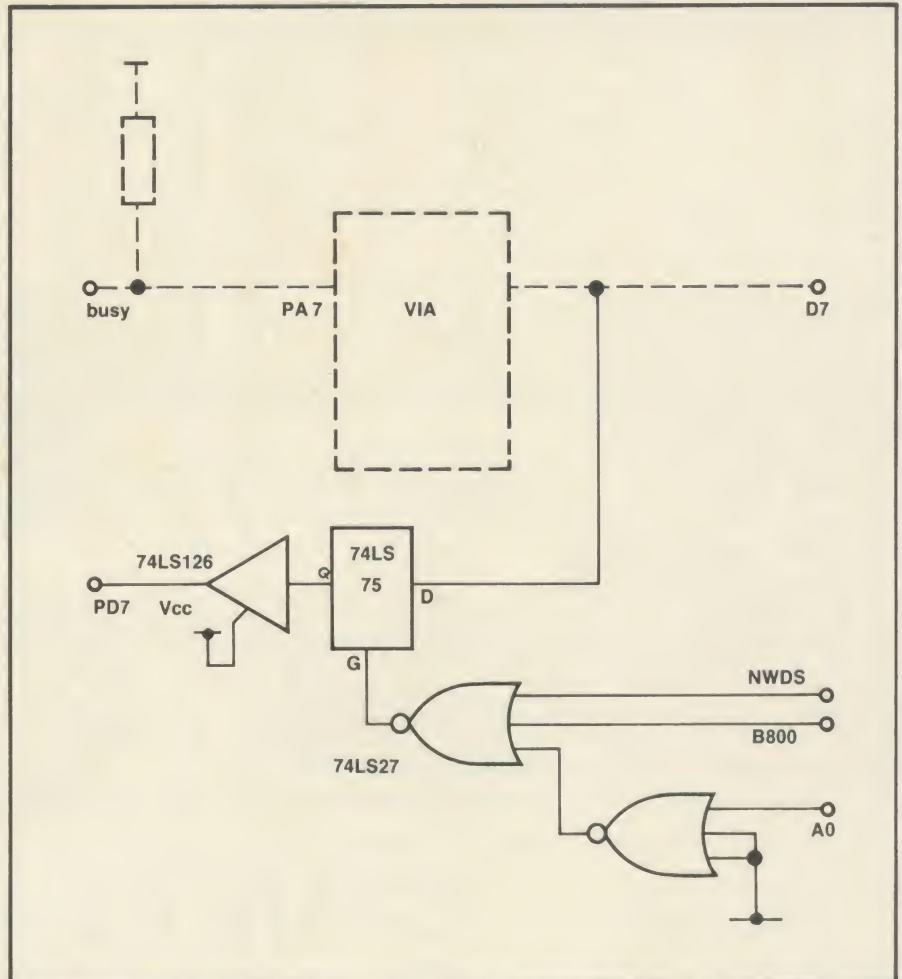 busy
PA 7
VIA
D7
74LS126
Q
74LS
75
D
PD7
Vcc
G
NWDS
B800
74LS27
A0